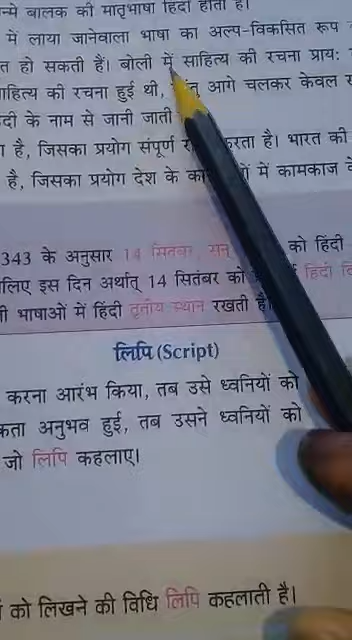 न्मे बालक की मातृभाषा हिंदी होती है।
में लाया जानेवाला भाषा का अल्प-विकसित रूप
त हो सकती हैं। बोली में साहित्य की रचना प्राय:
साहित्य की रचना हुई थी, आगे चलकर केवल
दी के नाम से जानी जाती
है, जिसका प्रयोग संपूर्ण करता है। भारत की
है, जिसका प्रयोग देश के में कामकाज
343 के अनुसार 14 सितंबर, सन् को हिंदी
लिए इस दिन अर्थात् 14 सितंबर को हिंदी
भाषाओं में हिंदी तृतीय स्थान रखती है
लिपि (Script)
करना आरंभ किया, तब उसे ध्वनियों को
कता अनुभव हुई, तब उसने ध्वनियों को
जो लिपि कहलाए।
को लिखने की विधि लिपि कहलाती है।